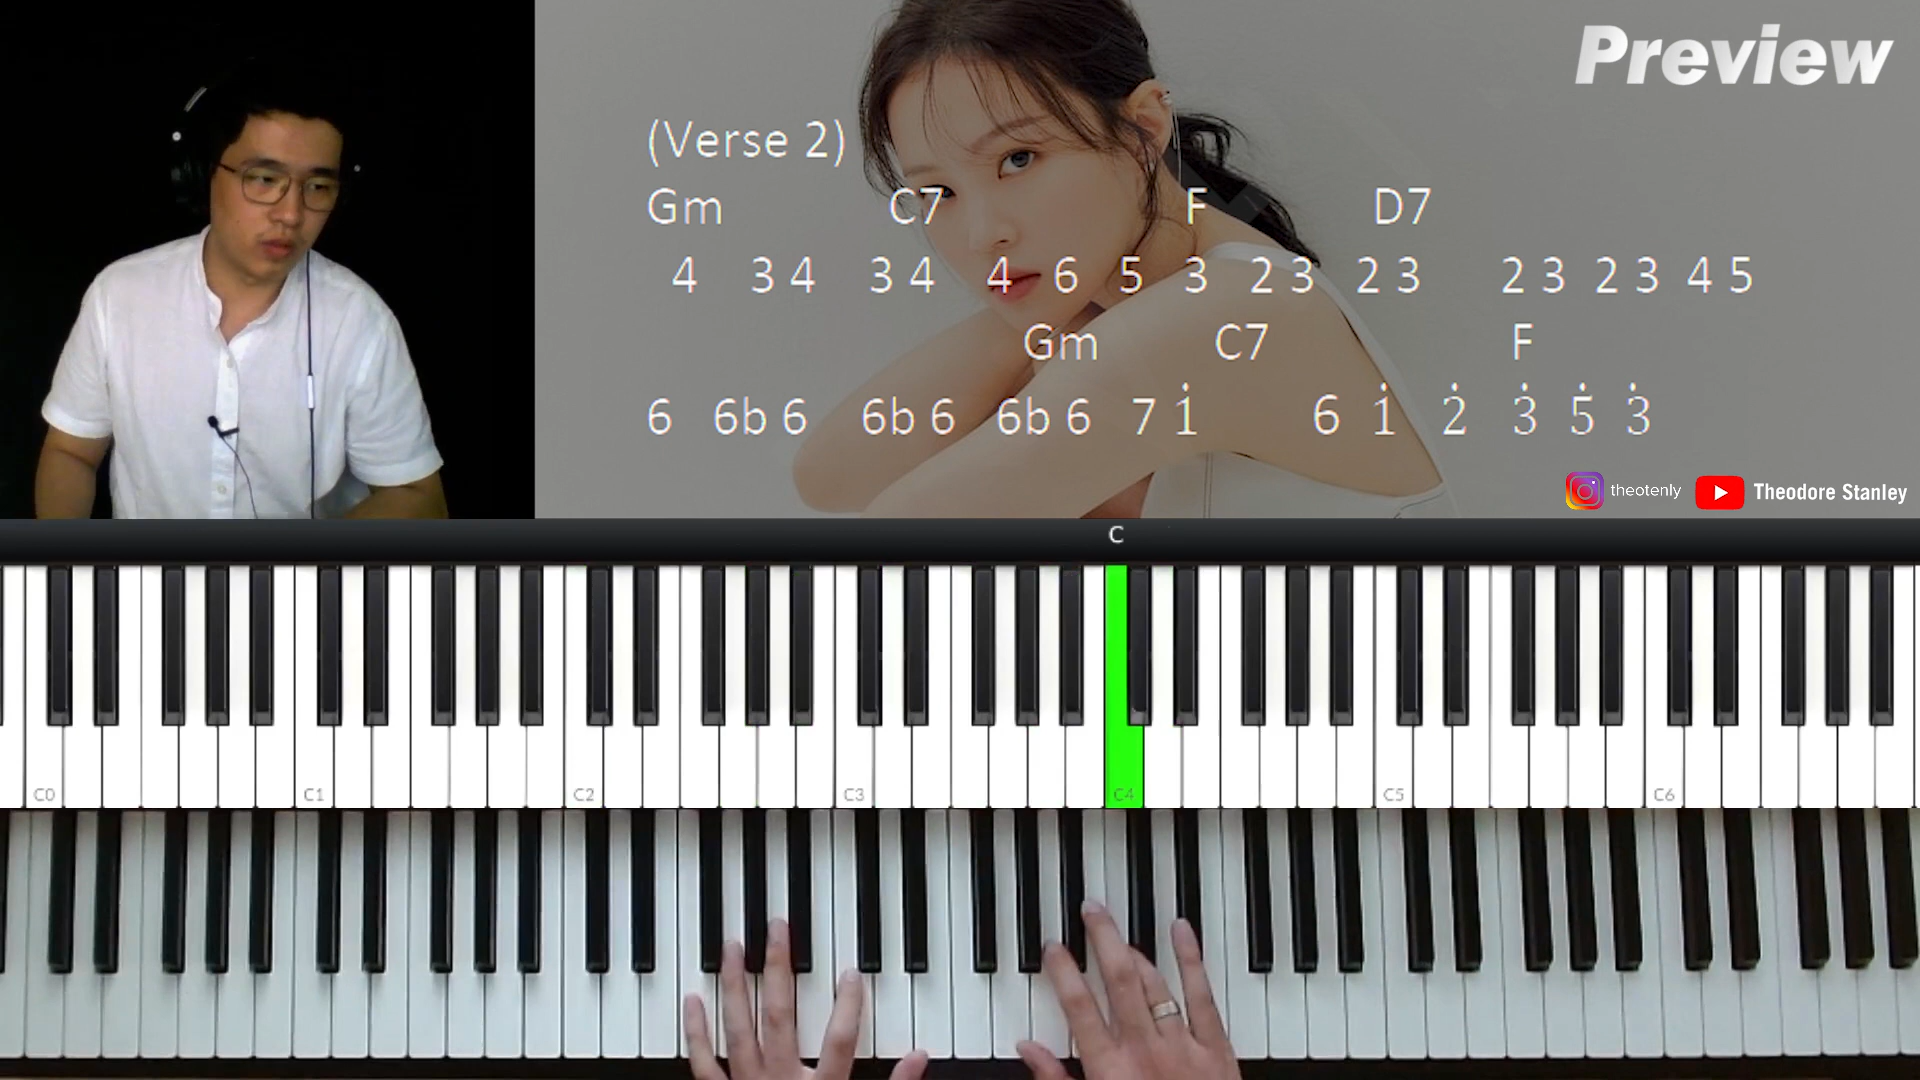 Preview
(Verse 2)
Gm C7 F D7
4 3 4 3 4 4 6 5 3 2 3 2 3 2 3 2 3 4 5
Gm C7 F
6 6b 6 6b 6 6b 6 7 1̇ 6 1̇ 2̇ 3̇ 5̇ 3̇
theotenly Theodore Stanley
C
C0 C1 C2 C3 C4 C5 C6